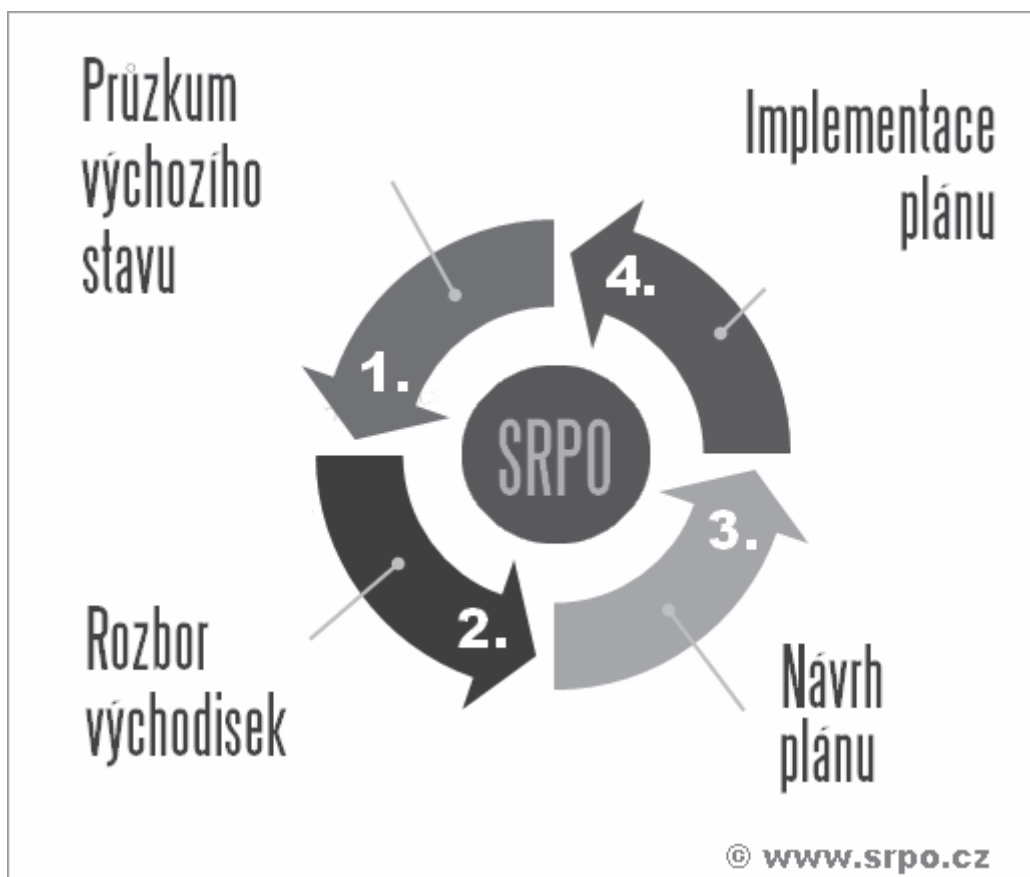 Průzkum
výchozího
stavu
Implementace
plánu
4.
1.
SRPO
3.
2.
Rozbor
východisek
Návrh
plánu
© www.srpo.cz